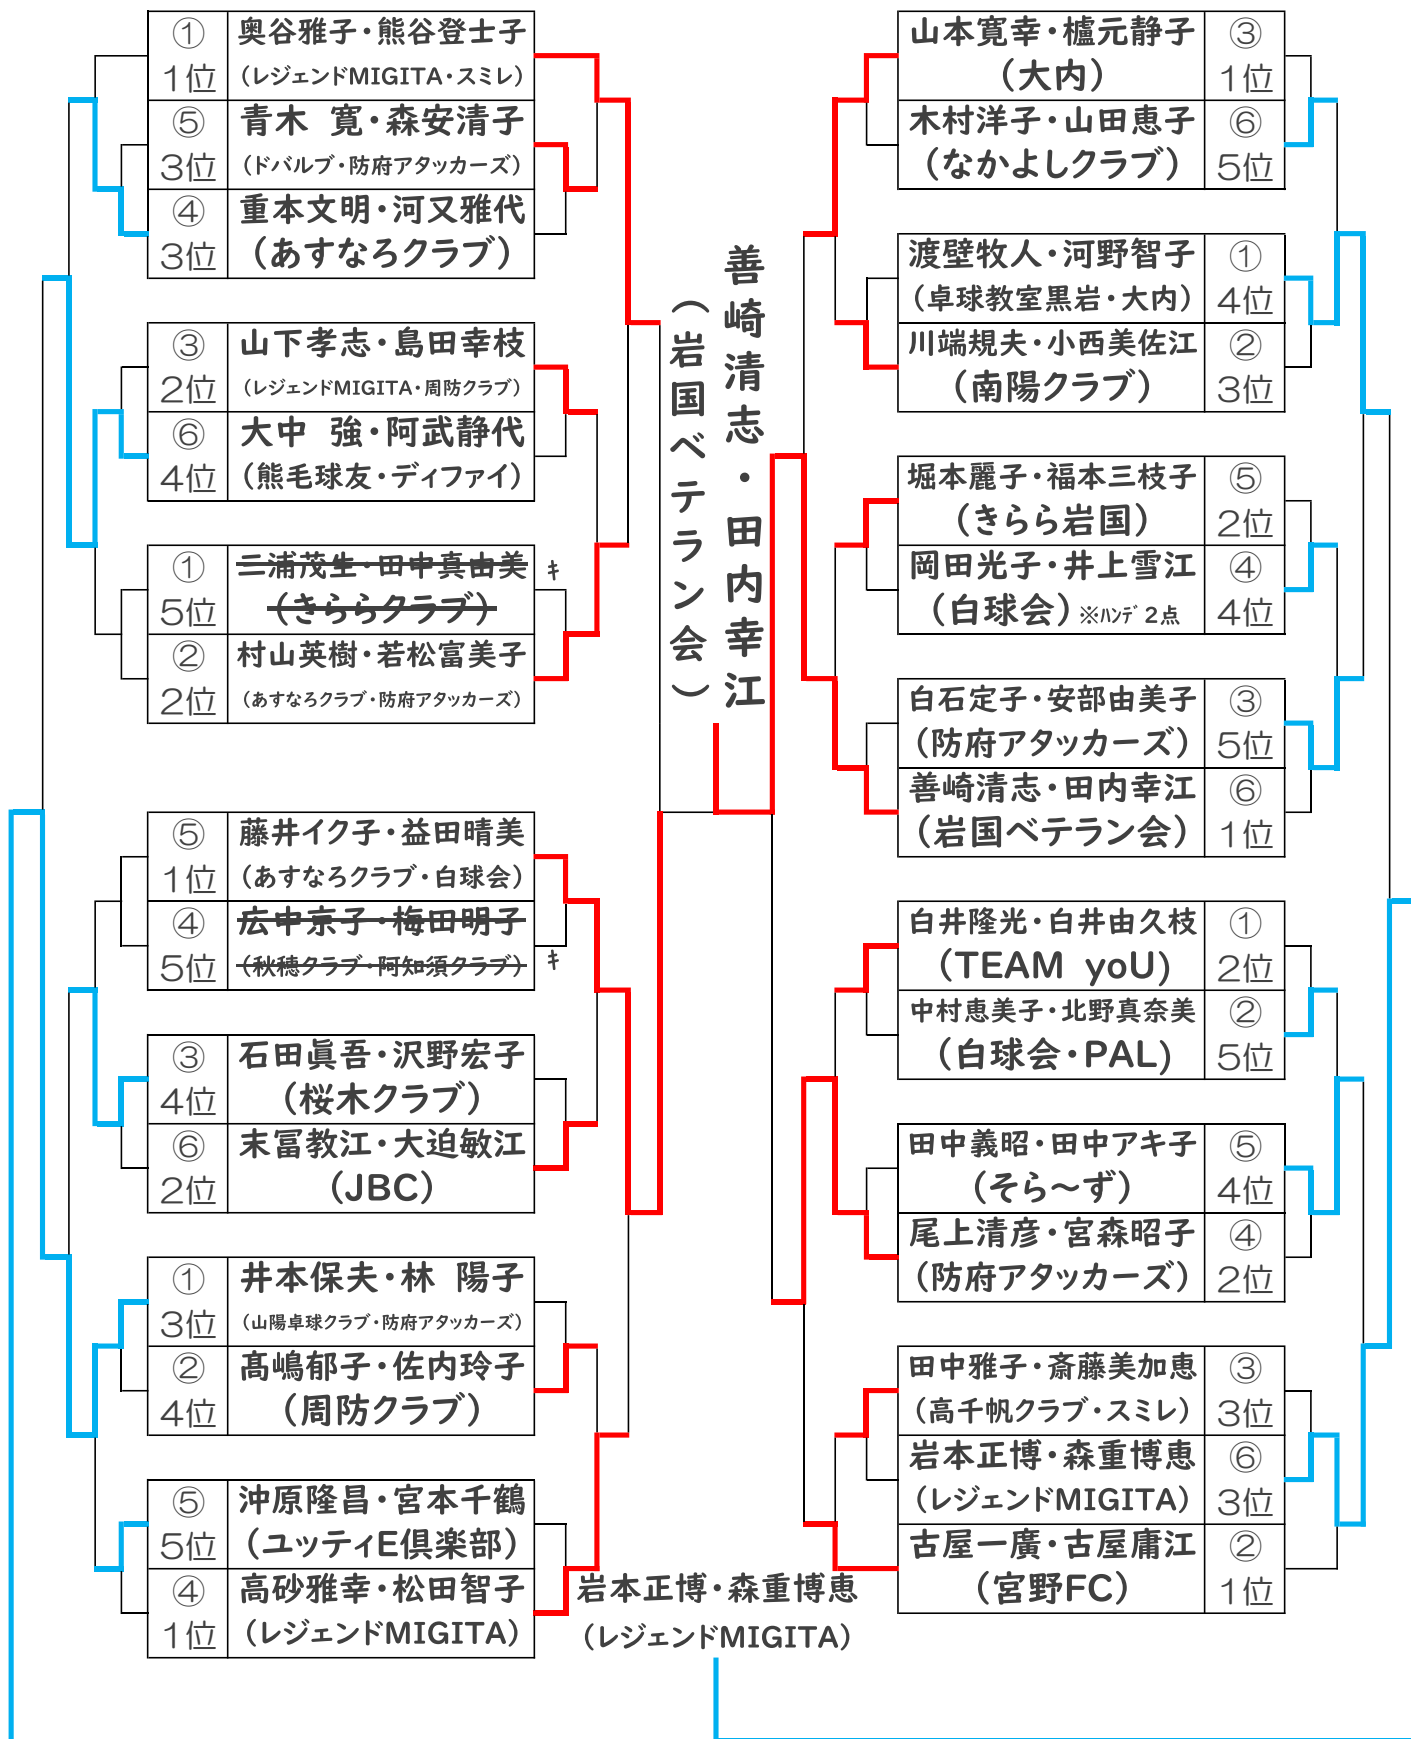 ①
奥谷雅子・熊谷登士子
1位
(レジェンドMIGITA・スミレ)
⑤
青木 寛・森安清子
3位
(ドバルブ・防府アタッカーズ)
④
重本文明・河又雅代
3位
(あすなろクラブ)
③
山下孝志・島田幸枝
2位
(レジェンドMIGITA・周防クラブ)
⑥
大中 強・阿武静代
4位
(熊毛球友・ディファイ)
①
三浦茂生・田中真由美
キ
5位
(きららクラブ)
②
村山英樹・若松富美子
2位
(あすなろクラブ・防府アタッカーズ)
⑤
藤井イク子・益田晴美
1位
(あすなろクラブ・白球会)
④
広中京子・梅田明子
5位
(秋穂クラブ・阿知須クラブ)
キ
③
石田眞吾・沢野宏子
4位
(桜木クラブ)
⑥
末冨教江・大迫敏江
2位
(JBC)
①
井本保夫・林 陽子
3位
(山陽卓球クラブ・防府アタッカーズ)
②
髙嶋郁子・佐内玲子
4位
(周防クラブ)
⑤
沖原隆昌・宮本千鶴
5位
(ユッティE倶楽部)
④
高砂雅幸・松田智子
1位
(レジェンドMIGITA)
善崎清志・田内幸江
(岩国ベテラン会)
岩本正博・森重博恵
(レジェンドMIGITA)
山本寛幸・櫨元静子
③
(大内)
1位
木村洋子・山田恵子
⑥
(なかよしクラブ)
5位
渡壁牧人・河野智子
①
(卓球教室黒岩・大内)
4位
川端規夫・小西美佐江
②
(南陽クラブ)
3位
堀本麗子・福本三枝子
⑤
(きらら岩国)
2位
岡田光子・井上雪江
④
(白球会)※ハンデ2点
4位
白石定子・安部由美子
③
(防府アタッカーズ)
5位
善崎清志・田内幸江
⑥
(岩国ベテラン会)
1位
白井隆光・白井由久枝
①
(TEAM yoU)
2位
中村恵美子・北野真奈美
②
(白球会・PAL)
5位
田中義昭・田中アキ子
⑤
(そら～ず)
4位
尾上清彦・宮森昭子
④
(防府アタッカーズ)
2位
田中雅子・斎藤美加恵
③
(高千帆クラブ・スミレ)
3位
岩本正博・森重博恵
⑥
(レジェンドMIGITA)
3位
古屋一廣・古屋庸江
②
(宮野FC)
1位